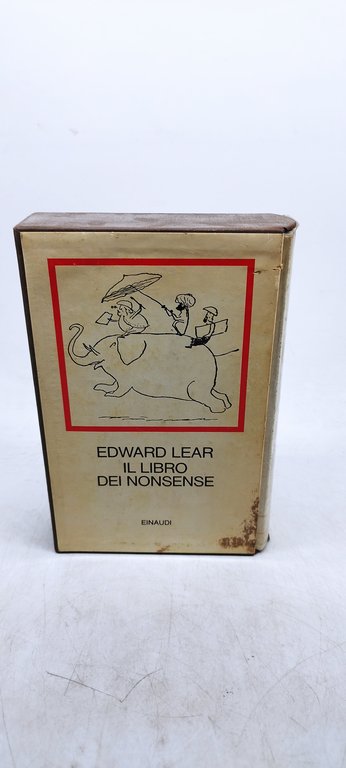 EDWARD LEAR
IL LIBRO
DEI NONSENSE
EINAUDI